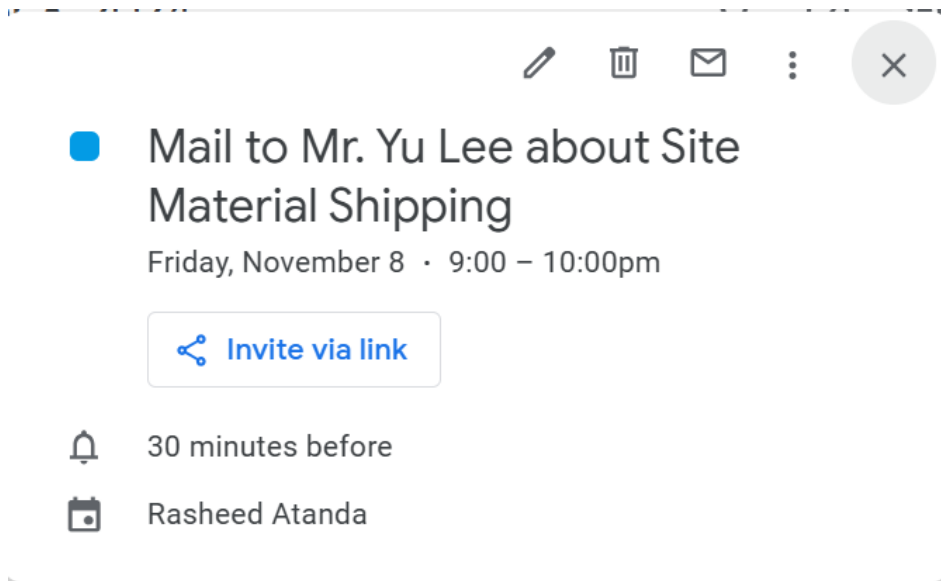 Mail to Mr. Yu Lee about Site
Material Shipping
Friday, November 8 · 9:00 – 10:00pm
Invite via link
30 minutes before
Rasheed Atanda